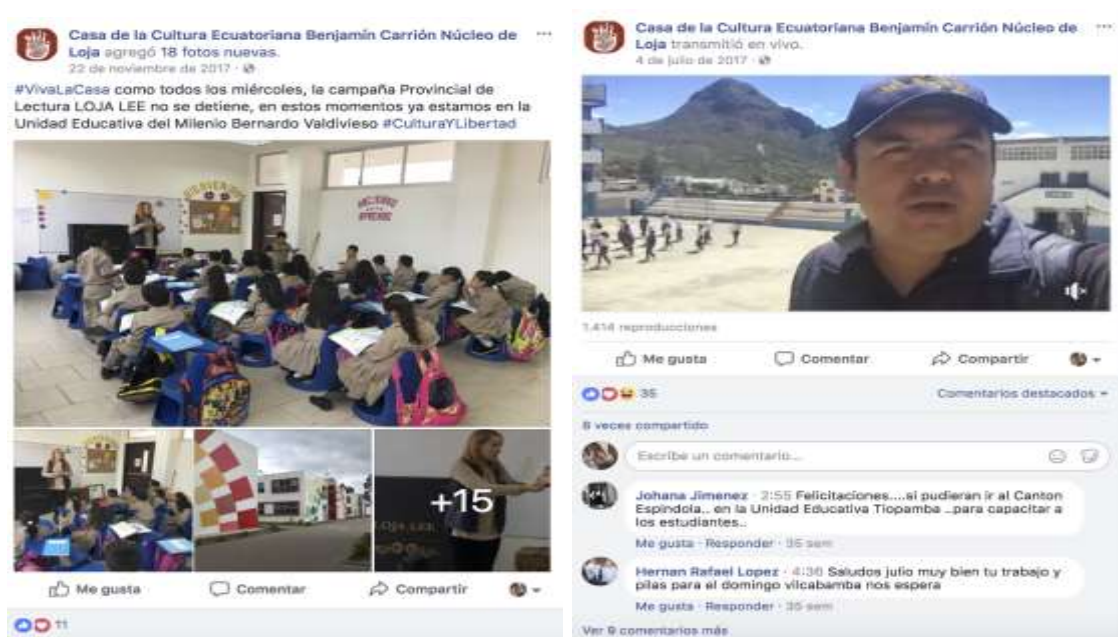 Casa de la Cultura Ecuatoriana Benjamín Carrión Núcleo de
Loja agregó 18 fotos nuevas.
22 de noviembre de 2017
#VivaLaCasa como todos los miércoles, la campaña Provincial de
Lectura LOJA LEE no se detiene, en estos momentos ya estamos en la
Unidad Educativa del Milenio Bernardo Valdivieso #CulturaYLibertad
BIENVENIDOS
+15
LOJA LEE
Me gusta Comentar Compartir
11
Casa de la Cultura Ecuatoriana Benjamín Carrión Núcleo de
Loja transmitió en vivo.
4 de julio de 2017
1.414 reproducciones
Me gusta Comentar Compartir
35 Comentarios destacados
8 veces compartido
Escribe un comentario...
Johana Jimenez · 2:55 Felicitaciones....si pudieran ir al Canton
Espindola.. en la Unidad Educativa Tiopamba ..para capacitar a
los estudiantes..
Me gusta · Responder · 35 sem
Hernan Rafael Lopez · 4:36 Saludos julio muy bien tu trabajo y
pilas para el domingo vilcabamba nos espera
Me gusta · Responder · 35 sem
Ver 9 comentarios más